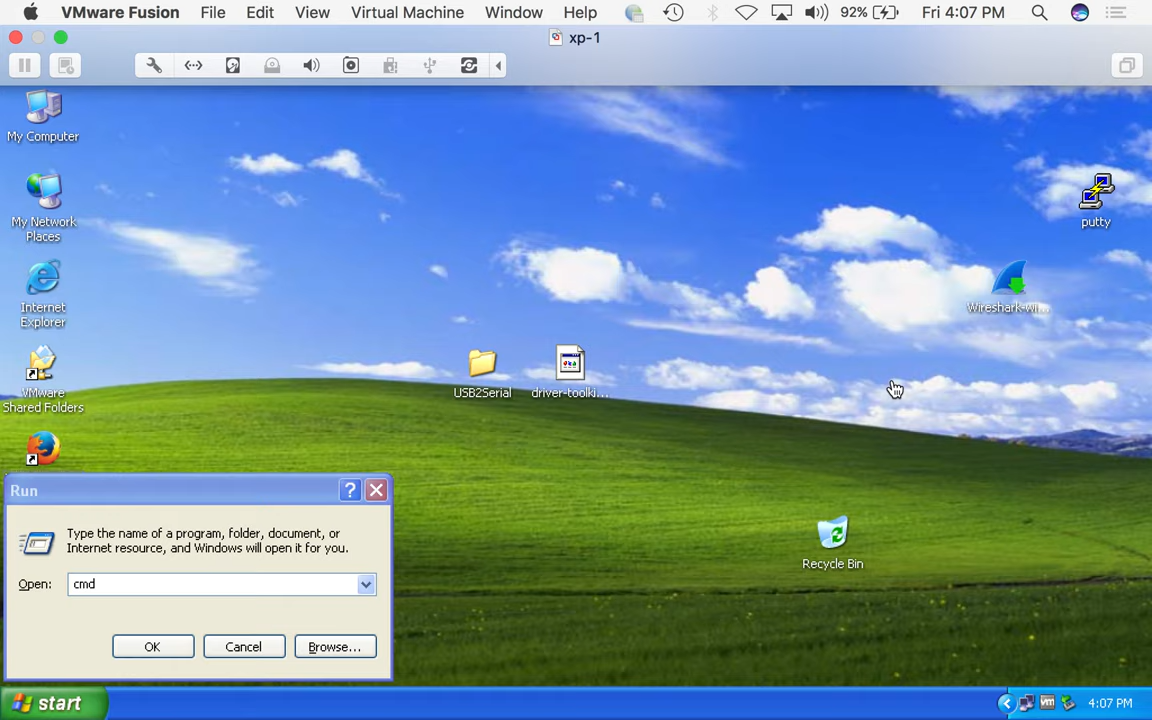 VMware Fusion File Edit View Virtual Machine Window Help 92% Fri 4:07 PM
xp-1
My Computer
My Network
Places
putty
Internet
Explorer
Wireshark-wi...
VMware
Shared Folders
USB2Serial
driver-toolki...
Run
Type the name of a program, folder, document, or
Internet resource, and Windows will open it for you.
Open: cmd
OK Cancel Browse...
Recycle Bin
start
vm
4:07 PM